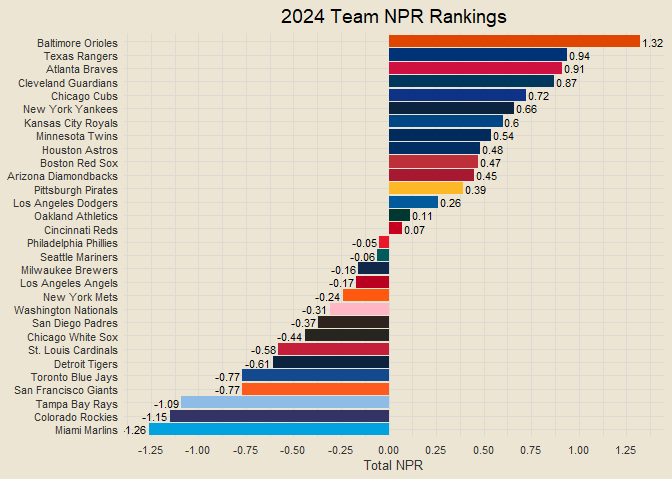 2024 Team NPR Rankings
Baltimore Orioles 1.32
Texas Rangers 0.94
Atlanta Braves 0.91
Cleveland Guardians 0.87
Chicago Cubs 0.72
New York Yankees 0.66
Kansas City Royals 0.6
Minnesota Twins 0.54
Houston Astros 0.48
Boston Red Sox 0.47
Arizona Diamondbacks 0.45
Pittsburgh Pirates 0.39
Los Angeles Dodgers 0.26
Oakland Athletics 0.11
Cincinnati Reds 0.07
Philadelphia Phillies -0.05
Seattle Mariners -0.06
Milwaukee Brewers -0.16
Los Angeles Angels -0.17
New York Mets -0.24
Washington Nationals -0.31
San Diego Padres -0.37
Chicago White Sox -0.44
St. Louis Cardinals -0.58
Detroit Tigers -0.61
Toronto Blue Jays -0.77
San Francisco Giants -0.77
Tampa Bay Rays -1.09
Colorado Rockies -1.15
Miami Marlins -1.26
-1.25 -1.00 -0.75 -0.50 -0.25 0.00 0.25 0.50 0.75 1.00 1.25
Total NPR